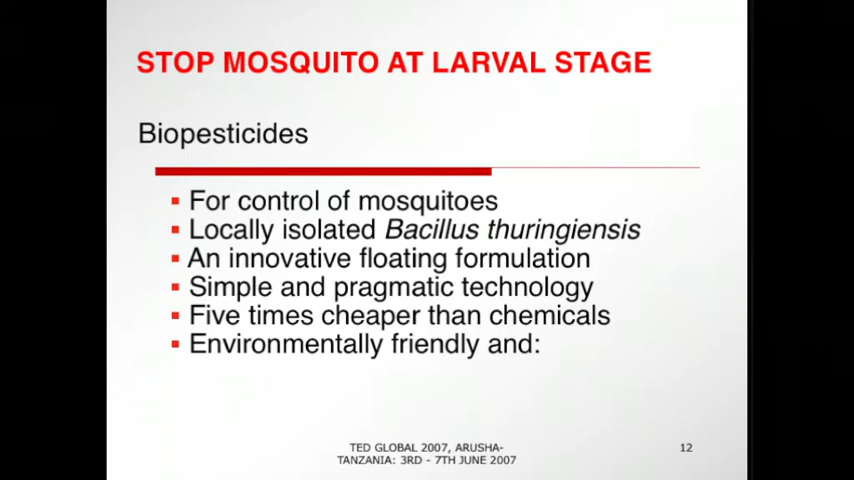 STOP MOSQUITO AT LARVAL STAGE
Biopesticides
For control of mosquitoes
Locally isolated Bacillus thuringiensis
An innovative floating formulation
Simple and pragmatic technology
Five times cheaper than chemicals
Environmentally friendly and:
TED GLOBAL 2007, ARUSHA-
TANZANIA: 3RD - 7TH JUNE 2007
12